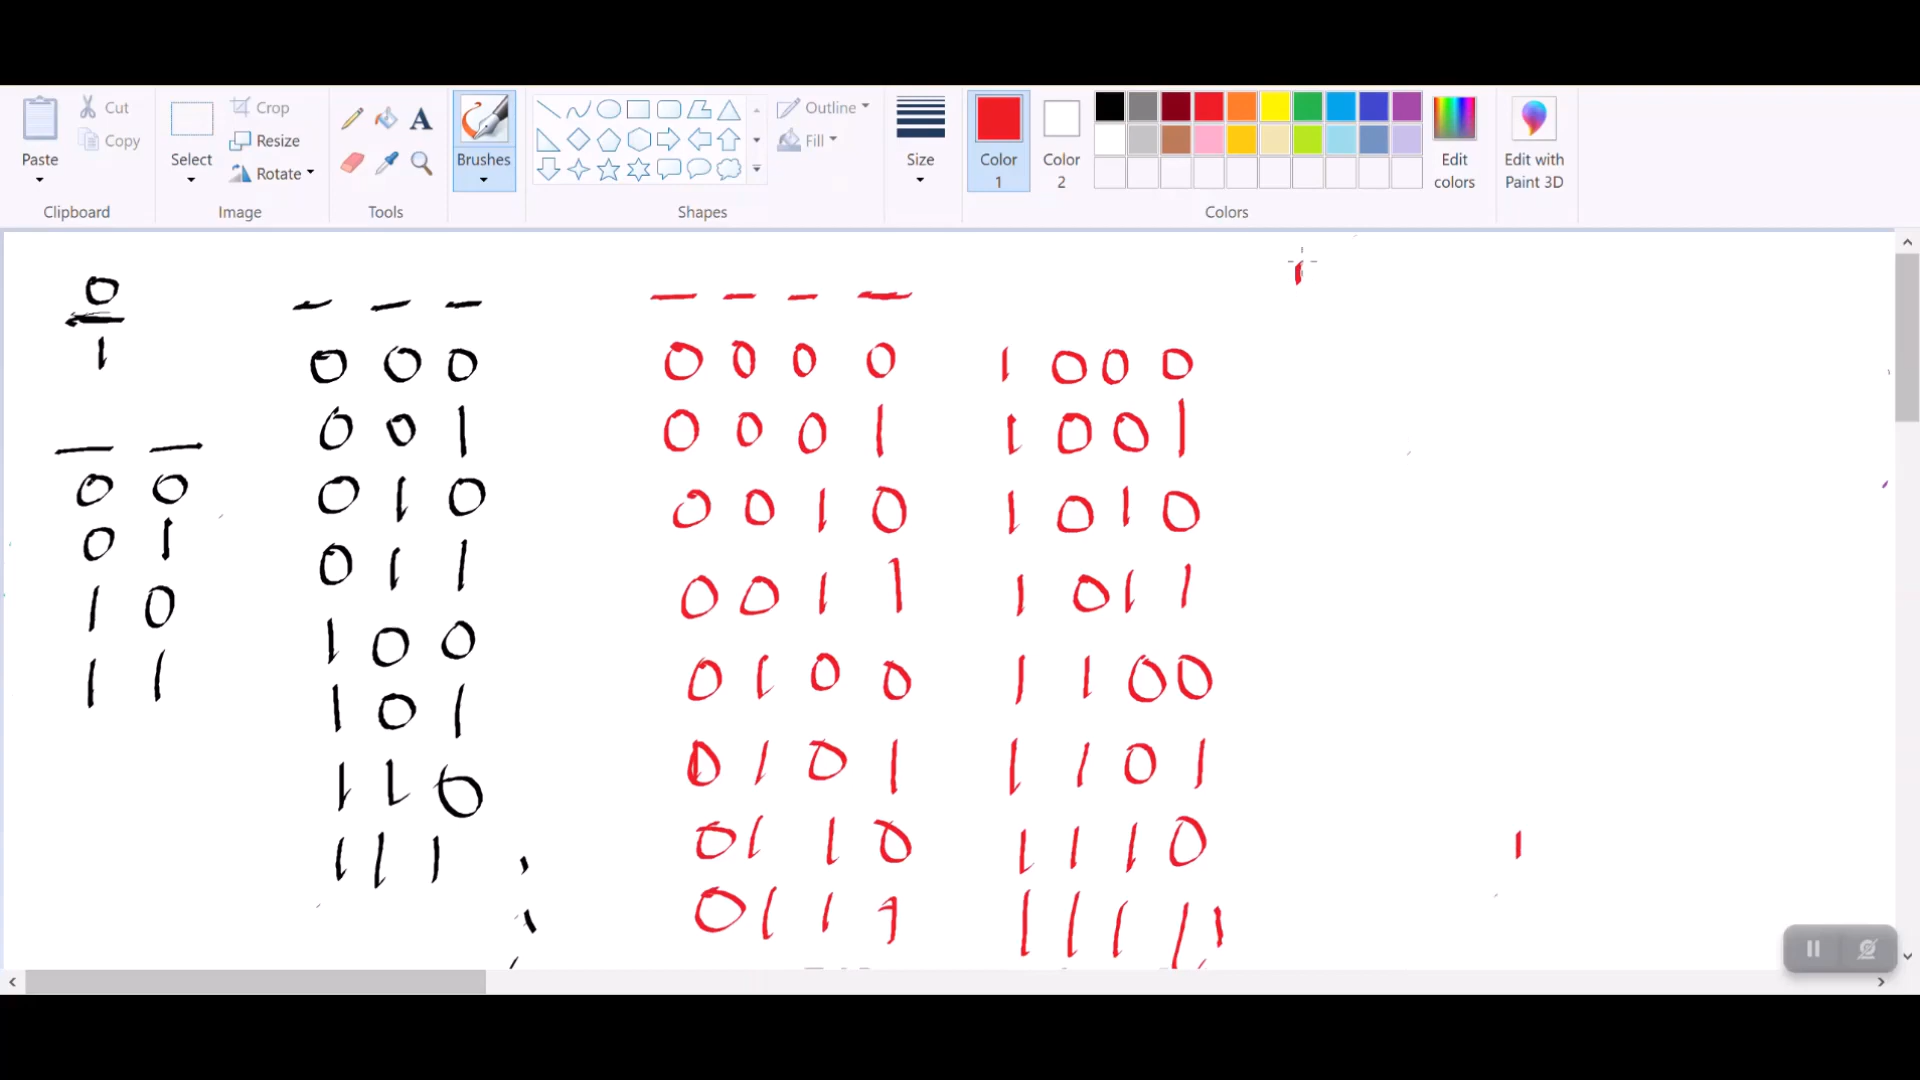 Cut
Copy
Paste
Clipboard
Crop
Resize
Rotate
Select
Image
A
Tools
Brushes
Outline
Fill
Shapes
Size
Color 1
Color 2
Edit colors
Colors
Edit with Paint 3D
0
1
0 0
0 1
1 0
1 1
0 0 0
0 0 1
0 1 0
0 1 1
1 0 0
1 0 1
1 1 0
1 1 1
0 0 0 0
0 0 0 1
0 0 1 0
0 0 1 1
0 1 0 0
0 1 0 1
0 1 1 0
0 1 1 1
1 0 0 0
1 0 0 1
1 0 1 0
1 0 1 1
1 1 0 0
1 1 0 1
1 1 1 0
1 1 1 1